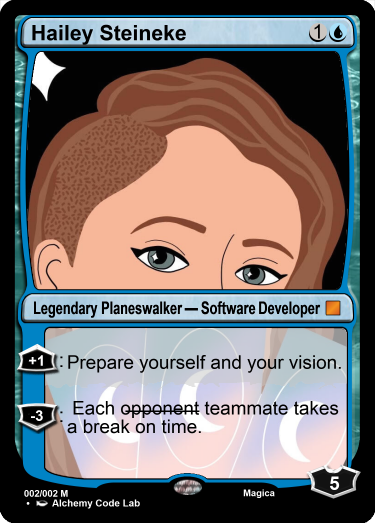 Hailey Steineke 1
Legendary Planeswalker — Software Developer
+1 : Prepare yourself and your vision.
-3 : Each opponent teammate takes
a break on time.
5
002/002 M Magica
• Alchemy Code Lab